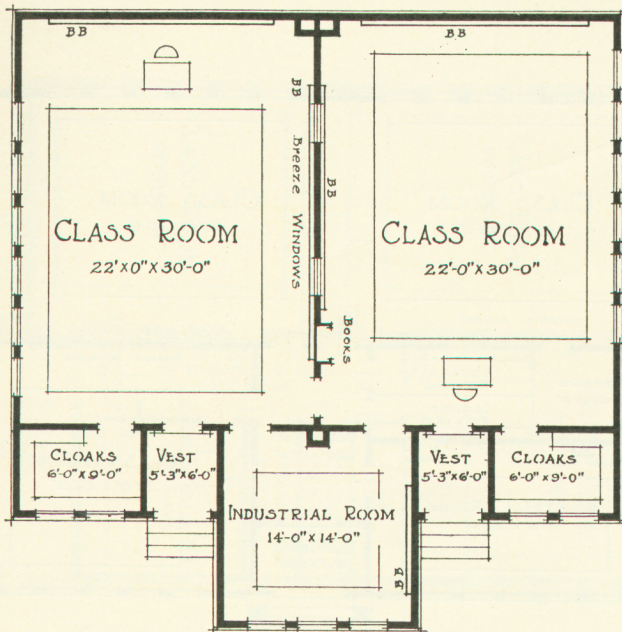 BB
BB
BB
Breeze Windows
BB
CLASS ROOM
22'X0"X30'-0"
CLASS ROOM
22'-0"X30'-0"
Books
CLOAKS
6'-0"X9'-0"
VEST
5'-3"X6'-0"
VEST
5'-3"X6'-0"
CLOAKS
6'-0"X9'-0"
INDUSTRIAL ROOM
14'-0"X14'-0"
BB